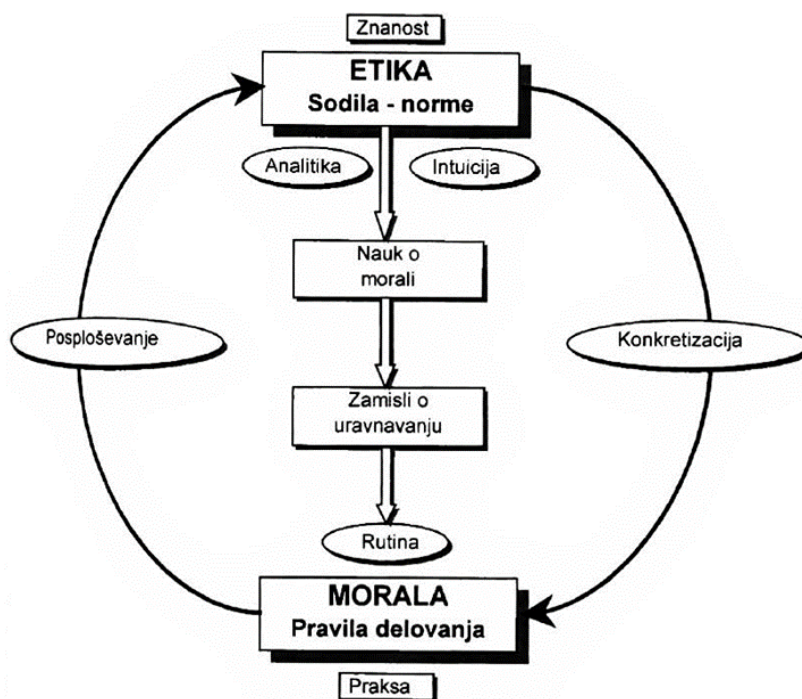 Znanost
ETIKA
Sodila - norme
Analitika
Intuicija
Nauk o
morali
Posploševanje
Konkretizacija
Zamisli o
uravnavanju
Rutina
MORALA
Pravila delovanja
Praksa